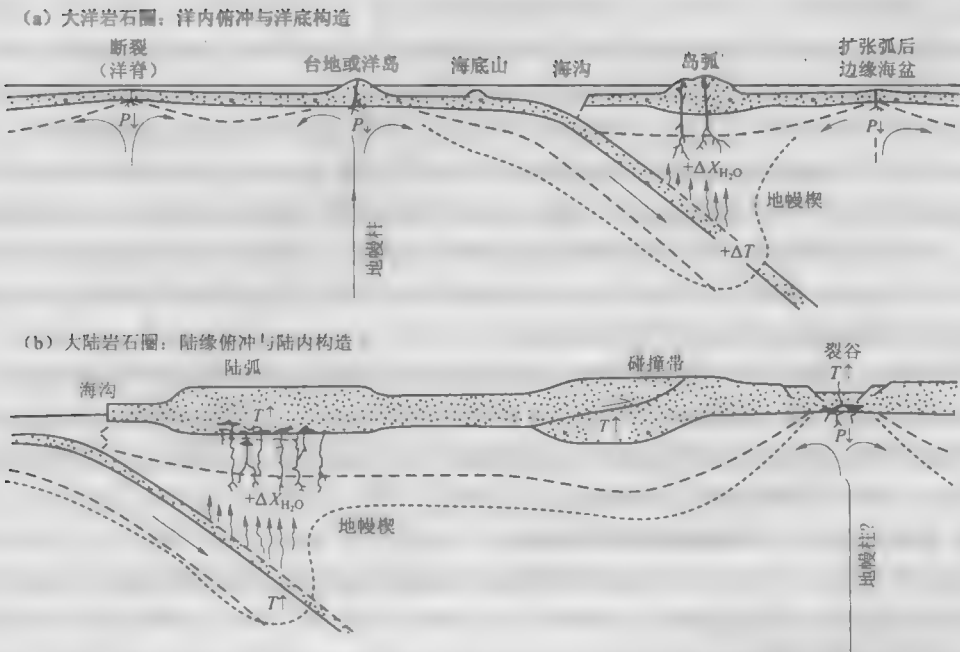 (a) 大洋岩石圈：洋内俯冲与洋底构造
断裂
(洋脊)
台地或洋岛
海底山
海沟
岛弧
扩张弧后
边缘海盆
P↓
P↓
P↓
+ΔX_H₂O
地幔楔
地幔柱
+ΔT
(b) 大陆岩石圈：陆缘俯冲与陆内构造
海沟
陆弧
碰撞带
裂谷
T↑
T↑
T↑
P↓
+ΔX_H₂O
地幔楔
地幔柱?
T↑